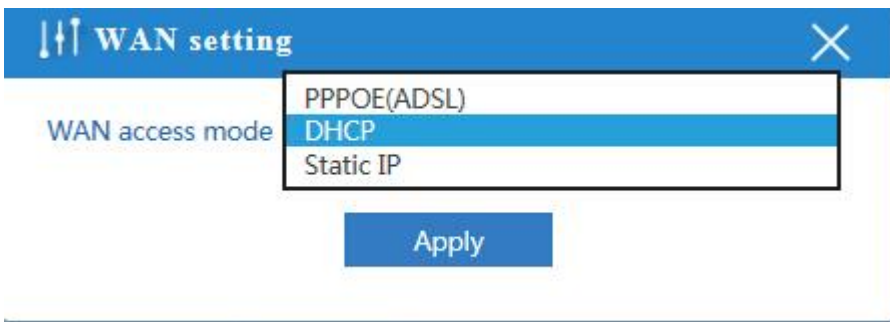 WAN setting
PPPOE(ADSL)
WAN access mode DHCP
Static IP
Apply